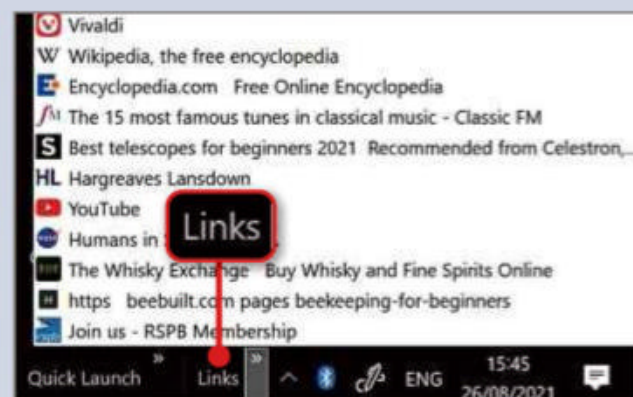 Vivaldi
W Wikipedia, the free encyclopedia
Encyclopedia.com Free Online Encyclopedia
fM The 15 most famous tunes in classical music - Classic FM
S Best telescopes for beginners 2021 Recommended from Celestron,...
HL Hargreaves Lansdown
YouTube
Humans in
Links
The Whisky Exchange Buy Whisky and Fine Spirits Online
https beebuilt.com pages beekeeping-for-beginners
Join us - RSPB Membership
Quick Launch » Links » ENG 15:45
26/08/2021